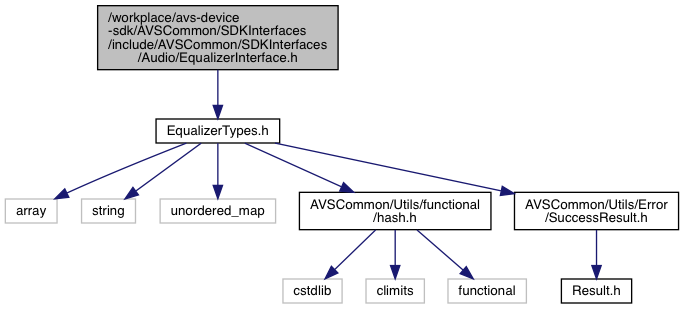 /workplace/avs-device
-sdk/AVSCommon/SDKInterfaces
/include/AVSCommon/SDKInterfaces
/Audio/EqualizerInterface.h
EqualizerTypes.h
array
string
unordered_map
AVSCommon/Utils/functional
/hash.h
AVSCommon/Utils/Error
/SuccessResult.h
cstdlib
climits
functional
Result.h